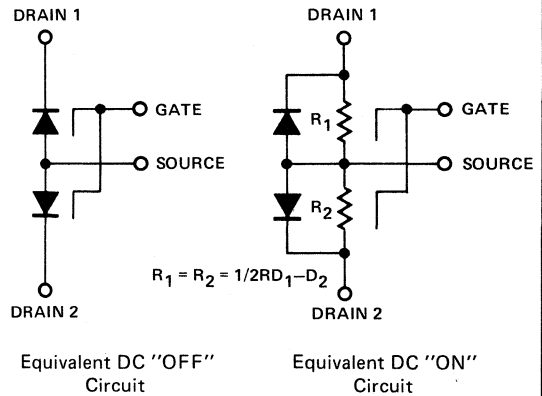 DRAIN 1
GATE
SOURCE
DRAIN 2
Equivalent DC "OFF"
Circuit
DRAIN 1
R1
GATE
SOURCE
R2
R1 = R2 = 1/2RD1–D2
DRAIN 2
Equivalent DC "ON"
Circuit